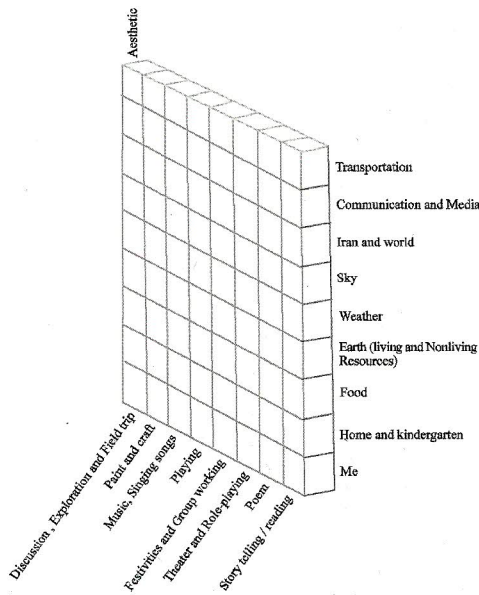 Aesthetic
Transportation
Communication and Media
Iran and world
Sky
Weather
Earth (living and Nonliving
Resources)
Food
Home and kindergarten
Me
Discussion , Exploration and Field trip
Paint and craft
Music, Singing songs
Playing
Festivities and Group working
Theater and Role-playing
Poem
Story telling / reading